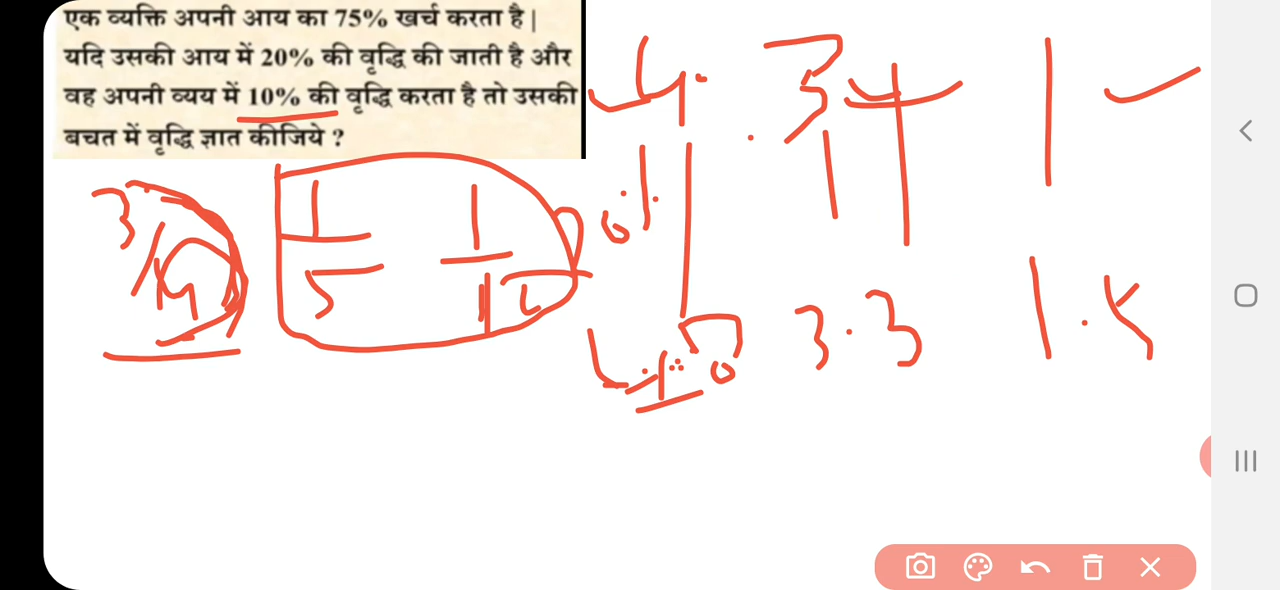 एक व्यक्ति अपनी आय का 75% खर्च करता है|
यदि उसकी आय में 20% की वृद्धि की जाती है और
वह अपनी व्यय में 10% की वृद्धि करता है तो उसकी
बचत में वृद्धि ज्ञात कीजिये ?
3/4
1/5
1/10
3
1
3.3
1.5